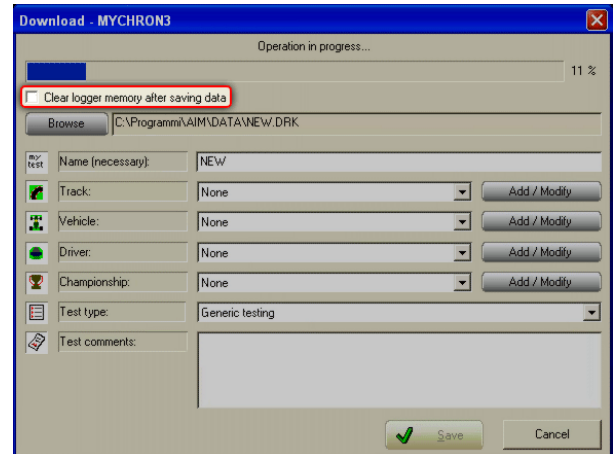 Download - MYCHRON3
Operation in progress...
11 %
Clear logger memory after saving data
Browse C:\Programmi\AIM\DATA\NEW.DRK
my test Name (necessary): NEW
Track: None Add / Modify
Vehicle: None Add / Modify
Driver: None Add / Modify
Championship: None Add / Modify
Test type: Generic testing
Test comments:
Save Cancel